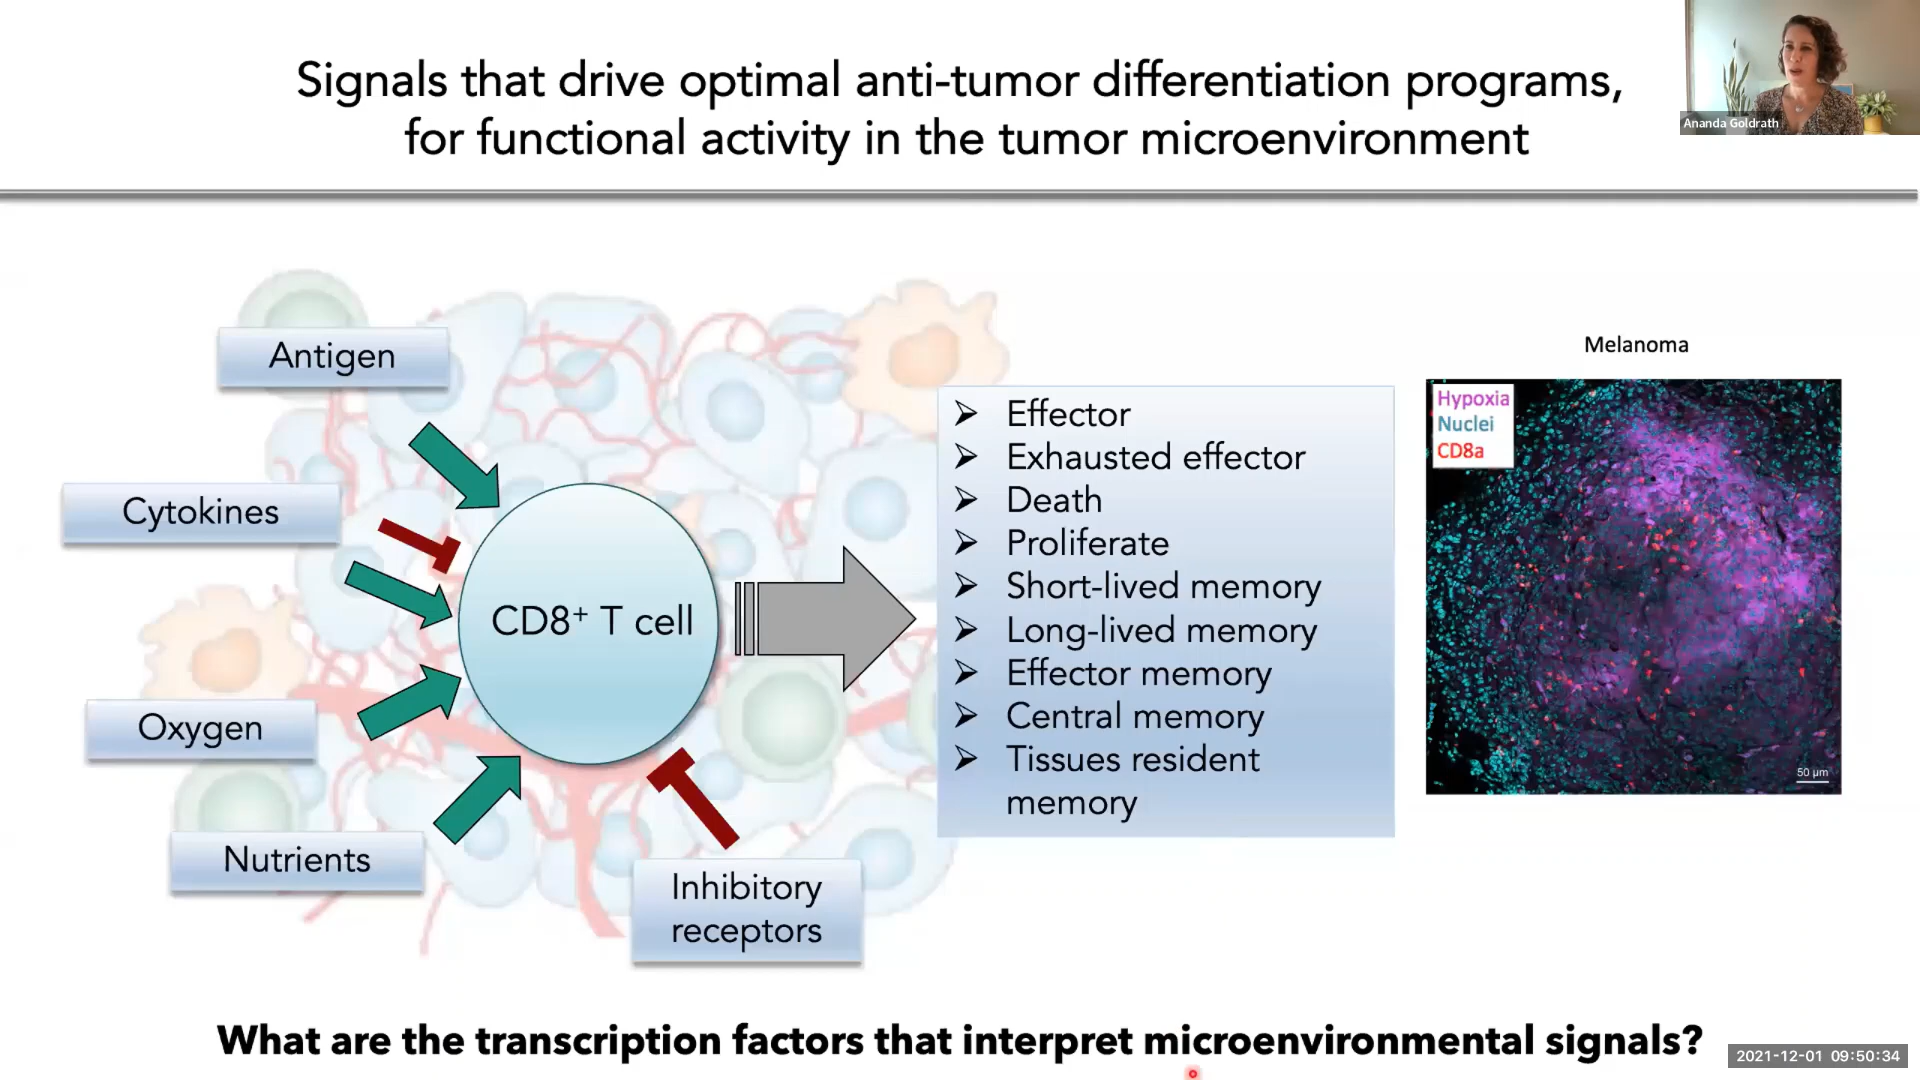 Signals that drive optimal anti-tumor differentiation programs,
for functional activity in the tumor microenvironment
Ananda Goldrath
Antigen
Cytokines
Oxygen
Nutrients
CD8⁺ T cell
Inhibitory
receptors
➢ Effector
➢ Exhausted effector
➢ Death
➢ Proliferate
➢ Short-lived memory
➢ Long-lived memory
➢ Effector memory
➢ Central memory
➢ Tissues resident
memory
Melanoma
Hypoxia
Nuclei
CD8a
50 µm
What are the transcription factors that interpret microenvironmental signals?
2021-12-01 09:50:34